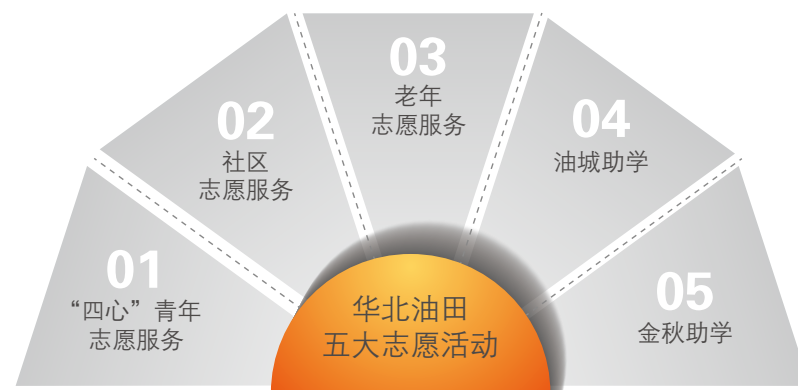 01
“四心”青年
志愿服务
02
社区
志愿服务
03
老年
志愿服务
04
油城助学
05
金秋助学
华北油田
五大志愿活动